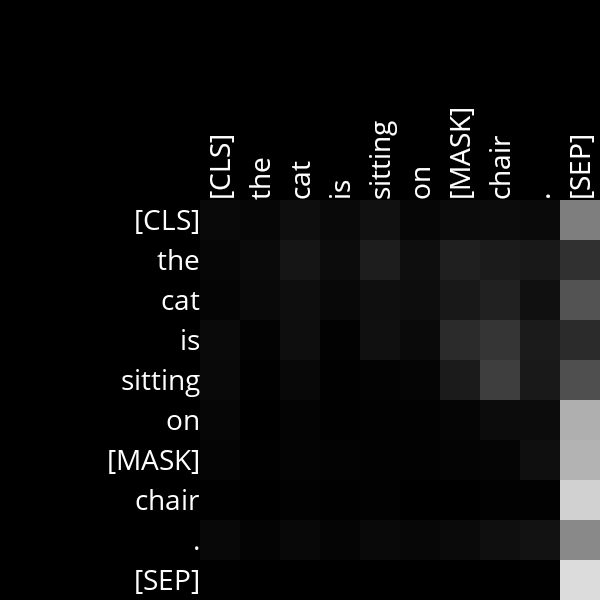 [CLS]
the
cat
is
sitting
on
[MASK]
chair
.
[SEP]
[CLS]
the
cat
is
sitting
on
[MASK]
chair
.
[SEP]